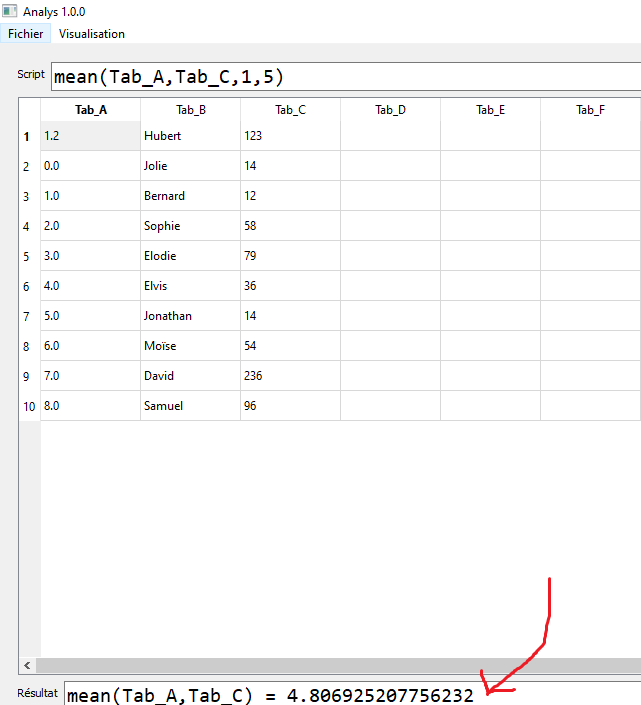 Analys 1.0.0
Fichier Visualisation
Script mean(Tab_A,Tab_C,1,5)
Tab_A Tab_B Tab_C Tab_D Tab_E Tab_F
1 1.2 Hubert 123
2 0.0 Jolie 14
3 1.0 Bernard 12
4 2.0 Sophie 58
5 3.0 Elodie 79
6 4.0 Elvis 36
7 5.0 Jonathan 14
8 6.0 Moïse 54
9 7.0 David 236
10 8.0 Samuel 96
Résultat mean(Tab_A,Tab_C) = 4.806925207756232